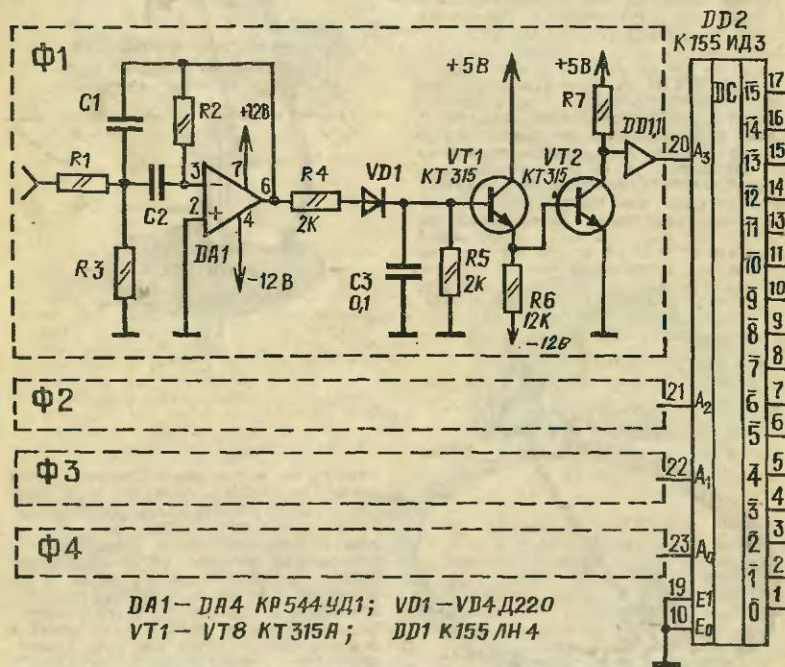 DD2
К155 ИД3
Ф1
+5В
+5В
C1
R2
+12В
R7
DD1.1
20 A3
R1
C2
3 −
2 +
7
6
4
DA1
−12В
R4
2К
VD1
VT1
КТ315
VT2
КТ315
R3
C3
0,1
R5
2К
R6
12К
−12В
DC
15 17
14 16
13 15
12 14
11 13
10 11
9 10
8 9
7 8
6 7
5 6
4 5
3 4
2 3
1 2
0 1
Ф2
21 A2
Ф3
22 A1
Ф4
23 A0
19 E1
10 E0
DA1 – DA4 КР544УД1; VD1 – VD4 Д220
VT1 – VT8 КТ315А; DD1 К155ЛН4